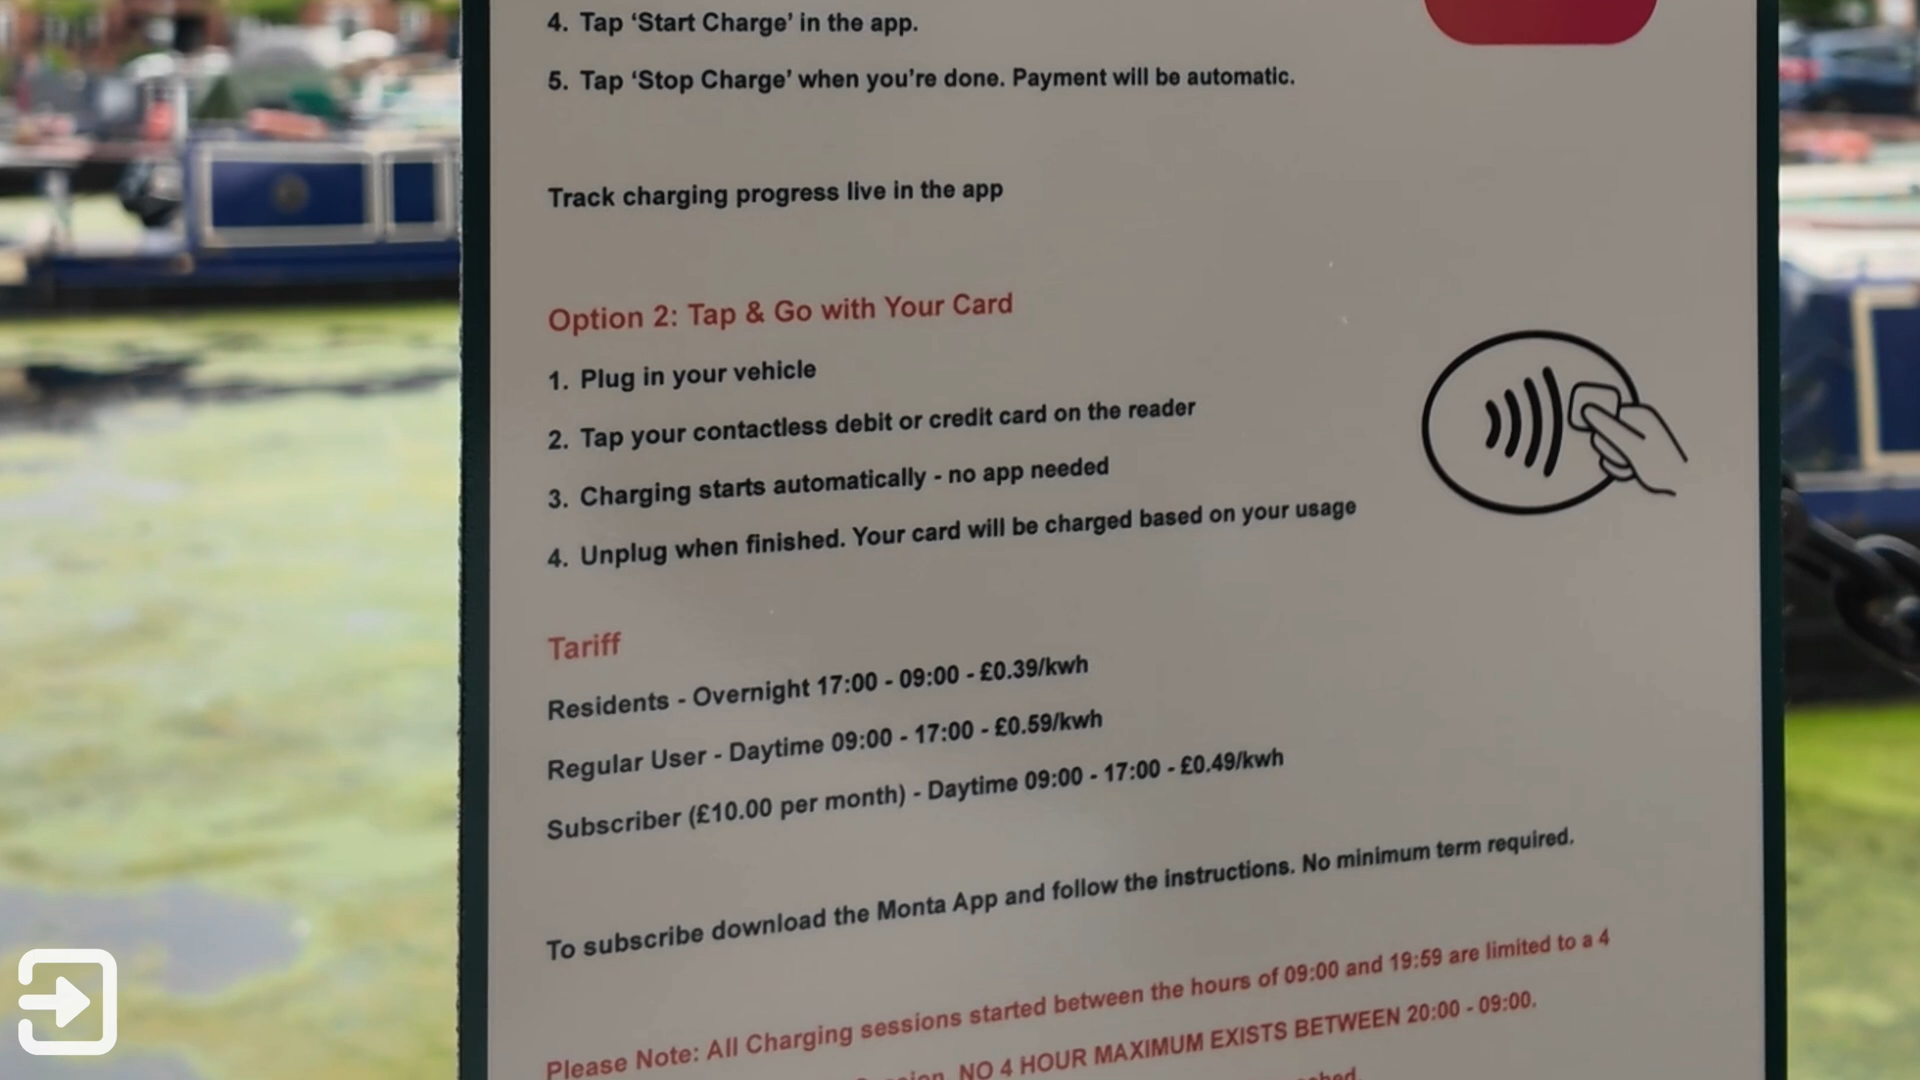 4. Tap ‘Start Charge’ in the app.
5. Tap ‘Stop Charge’ when you’re done. Payment will be automatic.
Track charging progress live in the app
Option 2: Tap & Go with Your Card
1. Plug in your vehicle
2. Tap your contactless debit or credit card on the reader
3. Charging starts automatically - no app needed
4. Unplug when finished. Your card will be charged based on your usage
Tariff
Residents - Overnight 17:00 - 09:00 - £0.39/kwh
Regular User - Daytime 09:00 - 17:00 - £0.59/kwh
Subscriber (£10.00 per month) - Daytime 09:00 - 17:00 - £0.49/kwh
To subscribe download the Monta App and follow the instructions. No minimum term required.
Please Note: All Charging sessions started between the hours of 09:00 and 19:59 are limited to a 4
NO 4 HOUR MAXIMUM EXISTS BETWEEN 20:00 - 09:00.